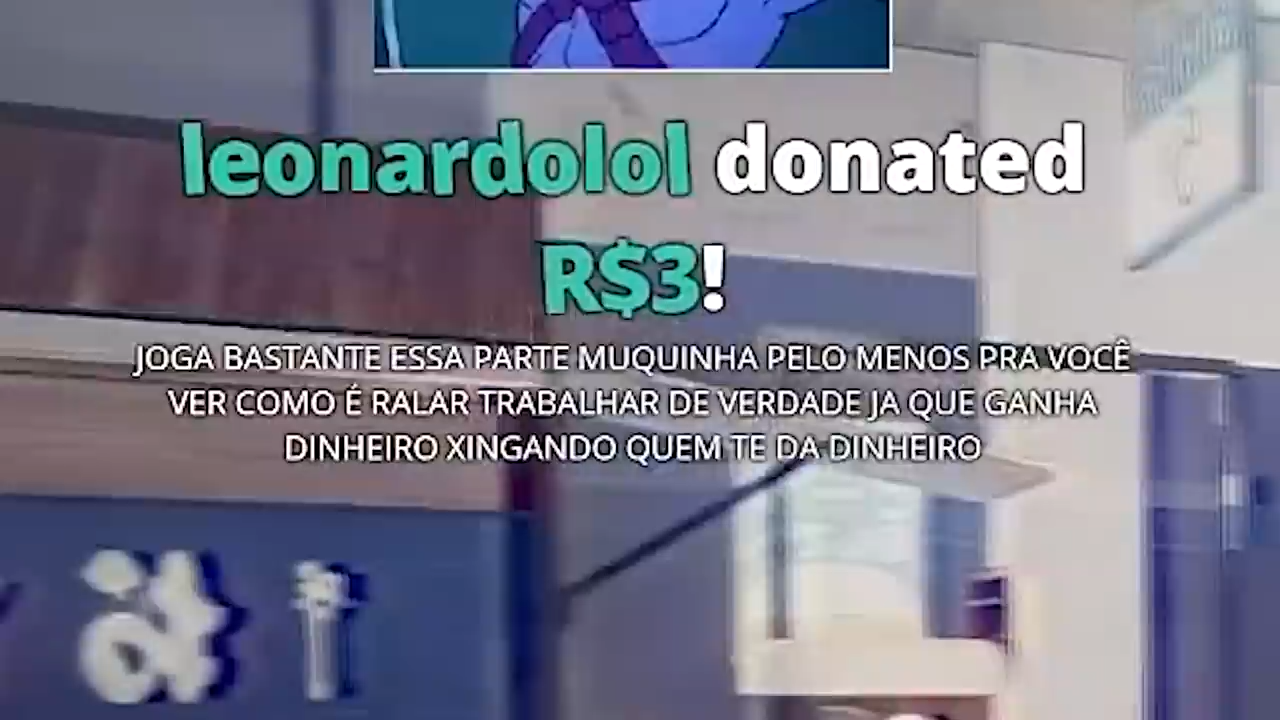 leonardolol donated
R$3!
JOGA BASTANTE ESSA PARTE MUQUINHA PELO MENOS PRA VOCÊ
VER COMO É RALAR TRABALHAR DE VERDADE JA QUE GANHA
DINHEIRO XINGANDO QUEM TE DA DINHEIRO